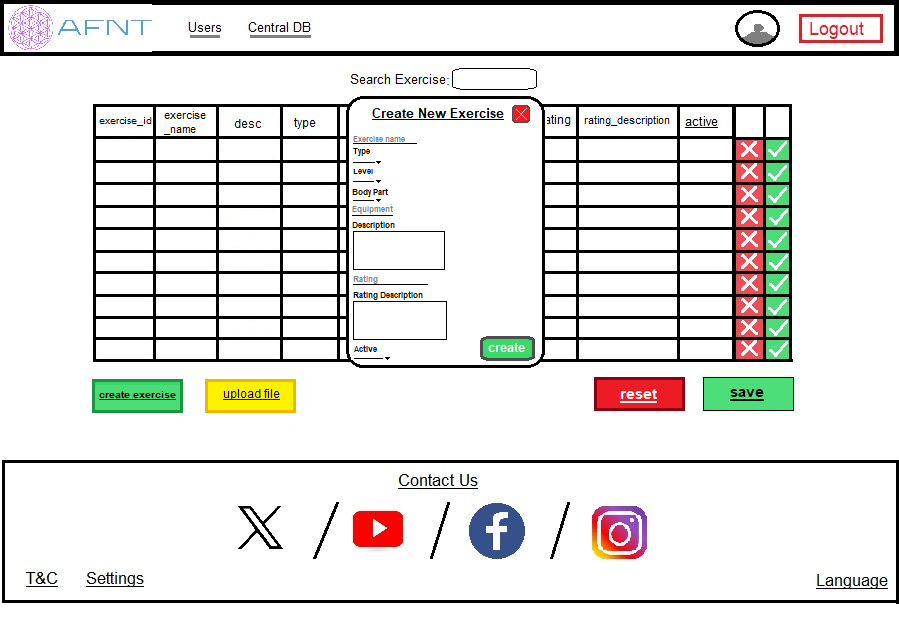 AFNT
Users
Central DB
Logout
Search Exercise:
exercise_id
exercise
_name
desc
type
ating
rating_description
active
Create New Exercise
Exercise name
Type
Level
Body Part
Equipment
Description
Rating
Rating Description
Active
create
create exercise
upload file
reset
save
Contact Us
T&C
Settings
Language